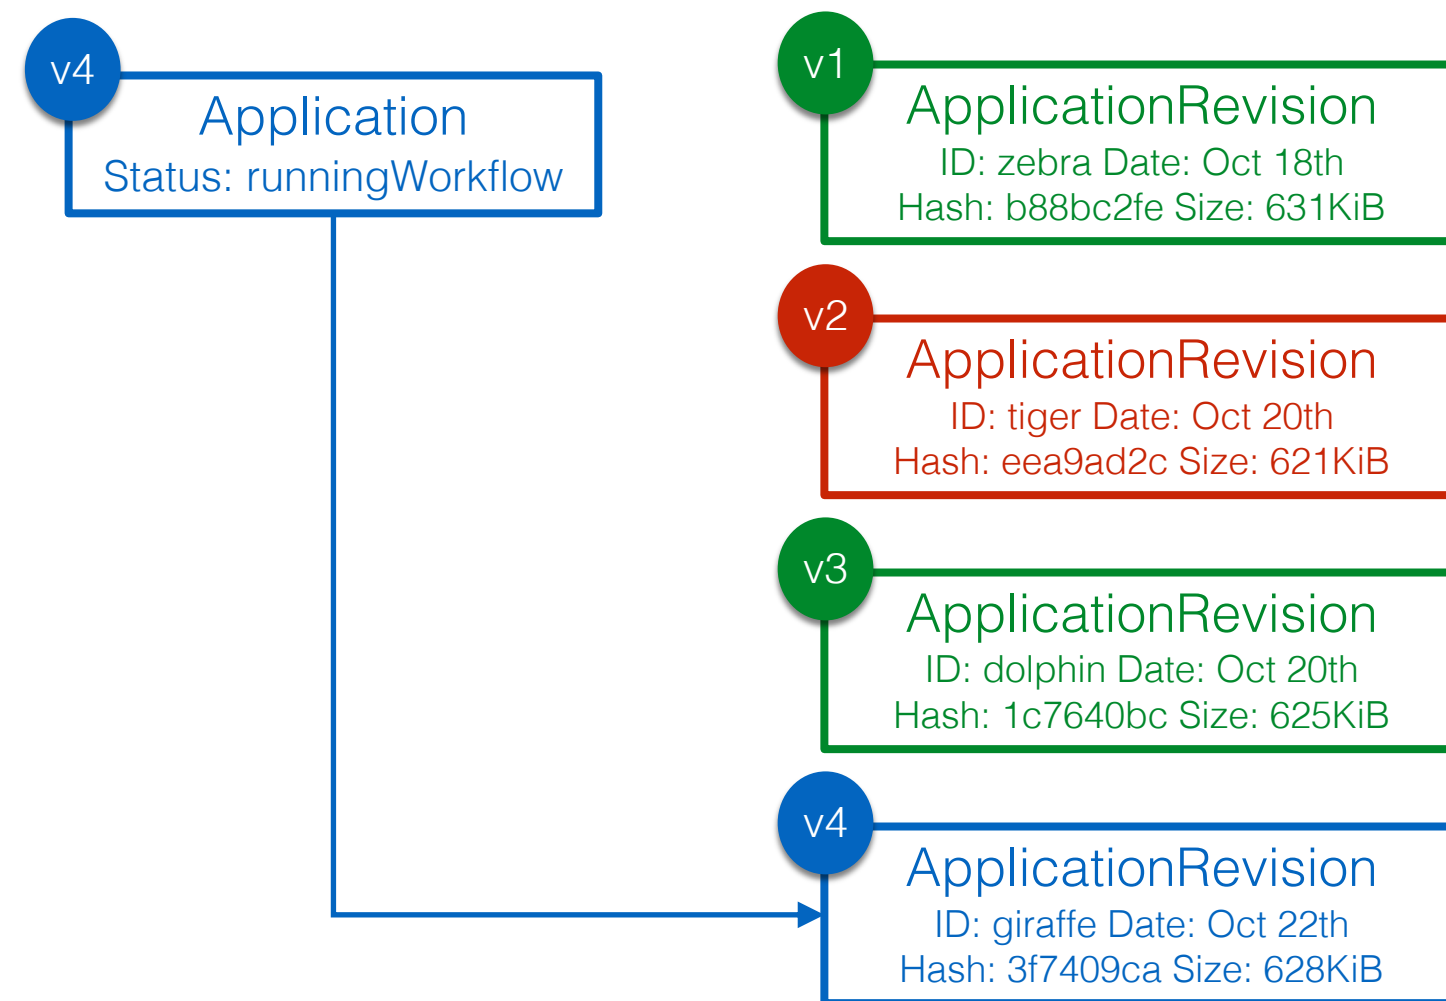 v4
Application
Status: runningWorkflow
v1
ApplicationRevision
ID: zebra Date: Oct 18th
Hash: b88bc2fe Size: 631KiB
v2
ApplicationRevision
ID: tiger Date: Oct 20th
Hash: eea9ad2c Size: 621KiB
v3
ApplicationRevision
ID: dolphin Date: Oct 20th
Hash: 1c7640bc Size: 625KiB
v4
ApplicationRevision
ID: giraffe Date: Oct 22th
Hash: 3f7409ca Size: 628KiB